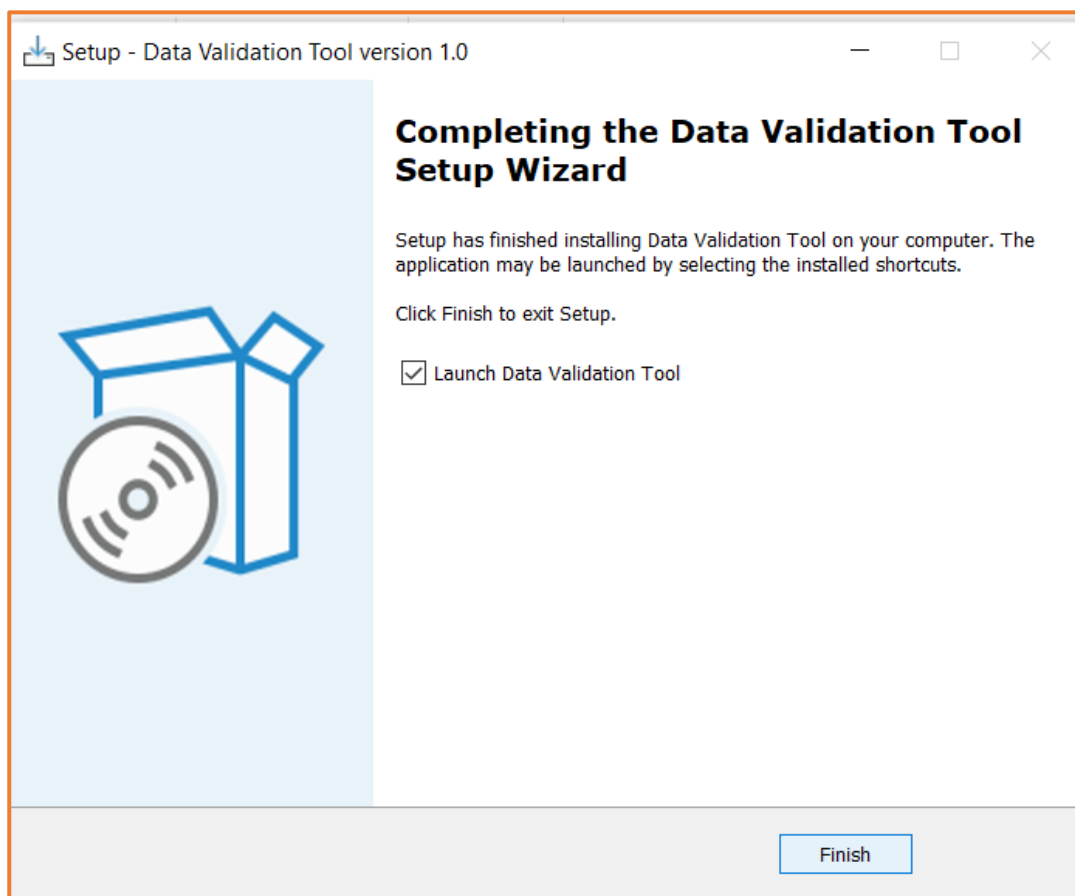 Setup - Data Validation Tool version 1.0
Completing the Data Validation Tool
Setup Wizard
Setup has finished installing Data Validation Tool on your computer. The
application may be launched by selecting the installed shortcuts.
Click Finish to exit Setup.
Launch Data Validation Tool
Finish